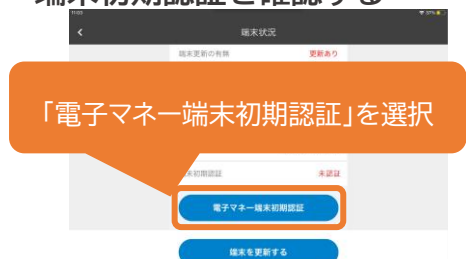 端末初期認証を確認する
11:03 37%
端末状況
端末更新の有無 更新あり
「電子マネー端末初期認証」を選択
末初期認証 未認証
電子マネー端末初期認証
端末を更新する